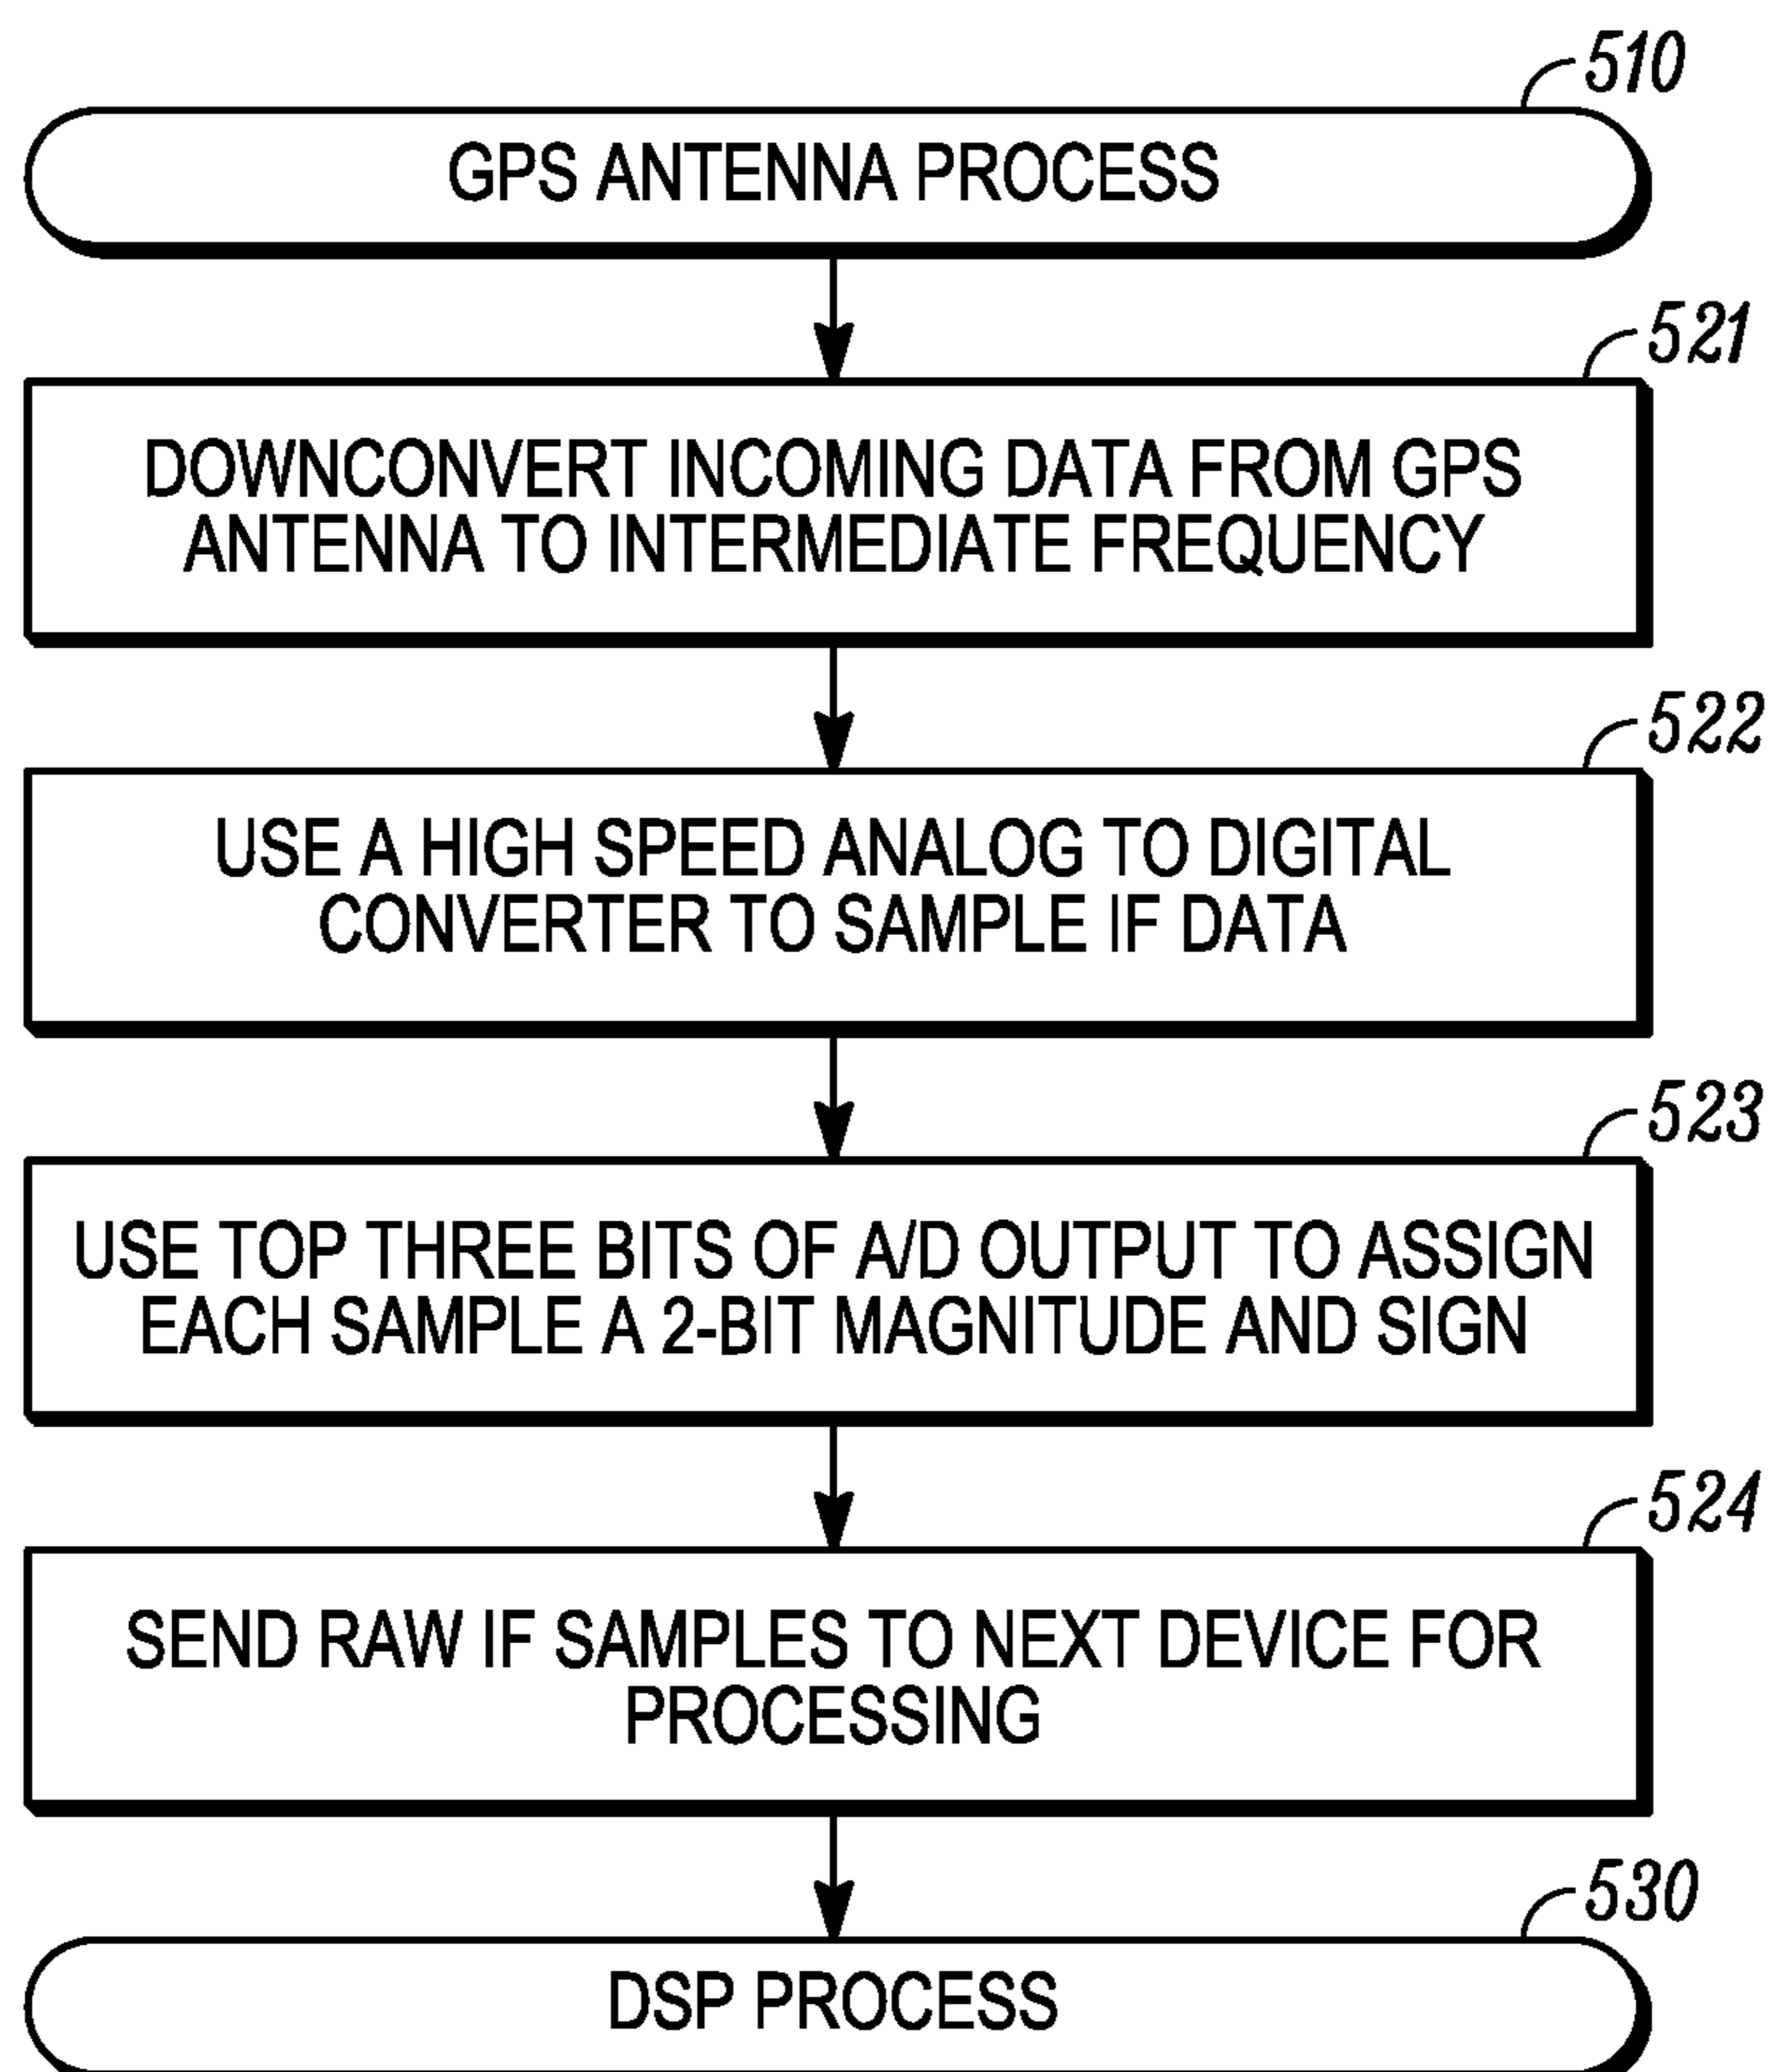 510
GPS ANTENNA PROCESS
521
DOWNCONVERT INCOMING DATA FROM GPS
ANTENNA TO INTERMEDIATE FREQUENCY
522
USE A HIGH SPEED ANALOG TO DIGITAL
CONVERTER TO SAMPLE IF DATA
523
USE TOP THREE BITS OF A/D OUTPUT TO ASSIGN
EACH SAMPLE A 2-BIT MAGNITUDE AND SIGN
524
SEND RAW IF SAMPLES TO NEXT DEVICE FOR
PROCESSING
530
DSP PROCESS